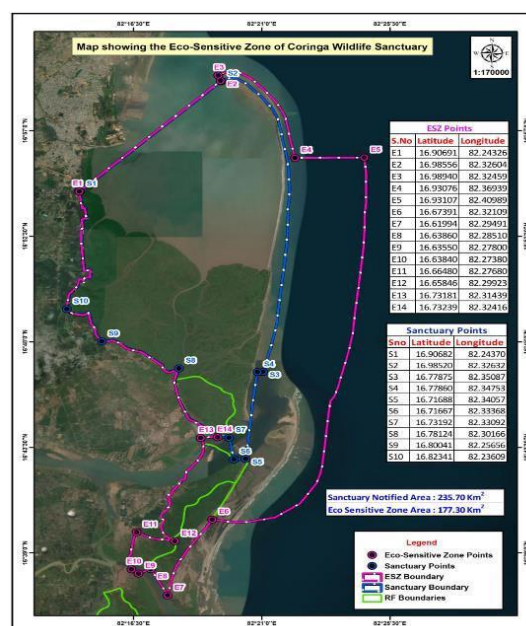 82°16'30"E 82°21'0"E 82°25'30"E
Map showing the Eco-Sensitive Zone of Coringa Wildlife Sanctuary
1:170000
E3
S2
E2
E4
E5
E1 S1
S10
S9
S8
S4
S3
E13 E14 S7
S6
S5
E6
E11
E12
E10
E9
E8
E7
ESZ Points
S.No Latitude Longitude
E1 16.90691 82.24326
E2 16.98556 82.32604
E3 16.98940 82.32459
E4 16.93076 82.36939
E5 16.93107 82.40989
E6 16.67391 82.32109
E7 16.61994 82.29491
E8 16.63860 82.28510
E9 16.63550 82.27800
E10 16.63840 82.27380
E11 16.66480 82.27680
E12 16.65846 82.29923
E13 16.73181 82.31439
E14 16.73239 82.32416
Sanctuary Points
Sno Latitude Longitude
S1 16.90682 82.24370
S2 16.98520 82.32632
S3 16.77875 82.35087
S4 16.77860 82.34753
S5 16.71688 82.34057
S6 16.71667 82.33368
S7 16.73192 82.33092
S8 16.78124 82.30166
S9 16.80041 82.25656
S10 16.82341 82.23609
Sanctuary Notified Area : 235.70 Km²
Eco Sensitive Zone Area : 177.30 Km²
Legend
Eco-Sensitive Zone Points
Sanctuary Points
ESZ Boundary
Sanctuary Boundary
RF Boundaries
82°16'30"E 82°21'0"E 82°25'30"E